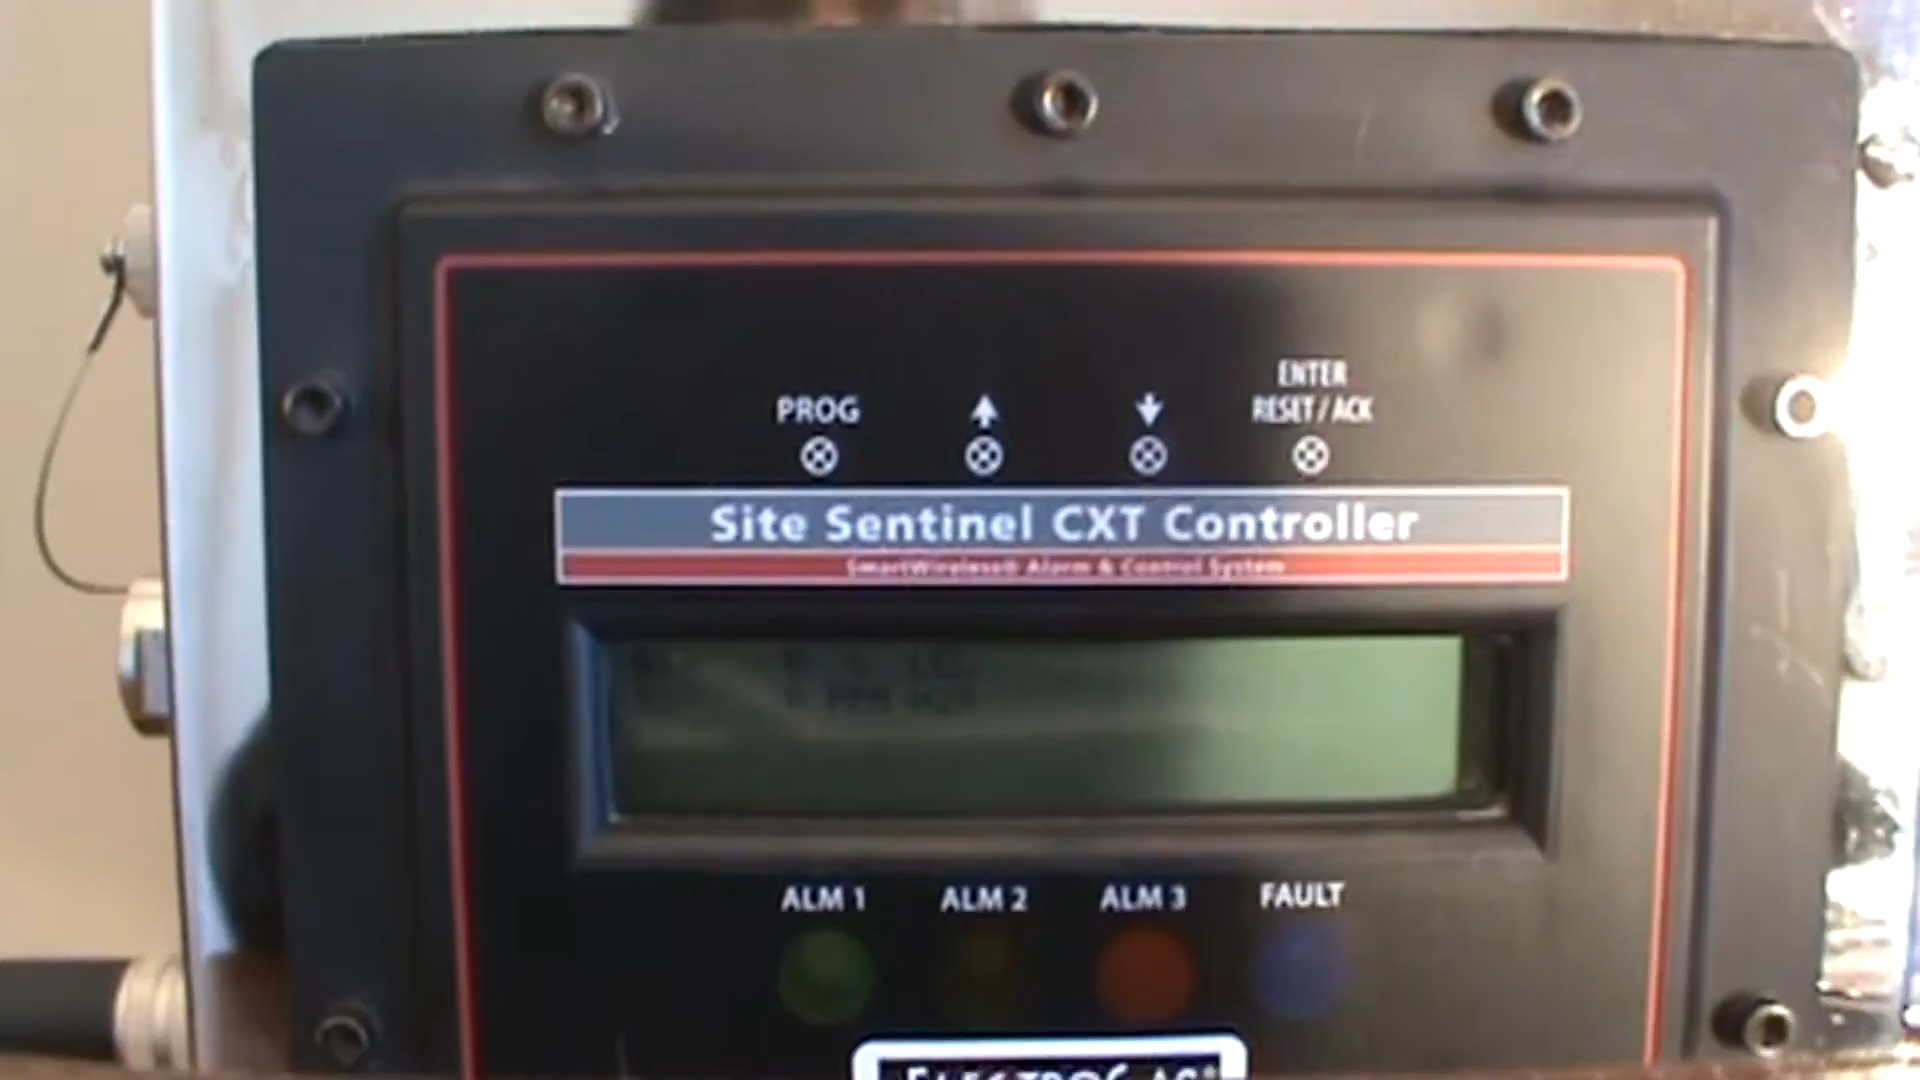 PROG
ENTER
RESET / ACK
Site Sentinel CXT Controller
SmartWireless® Alarm & Control System
PPM
ALM 1 ALM 2 ALM 3 FAULT